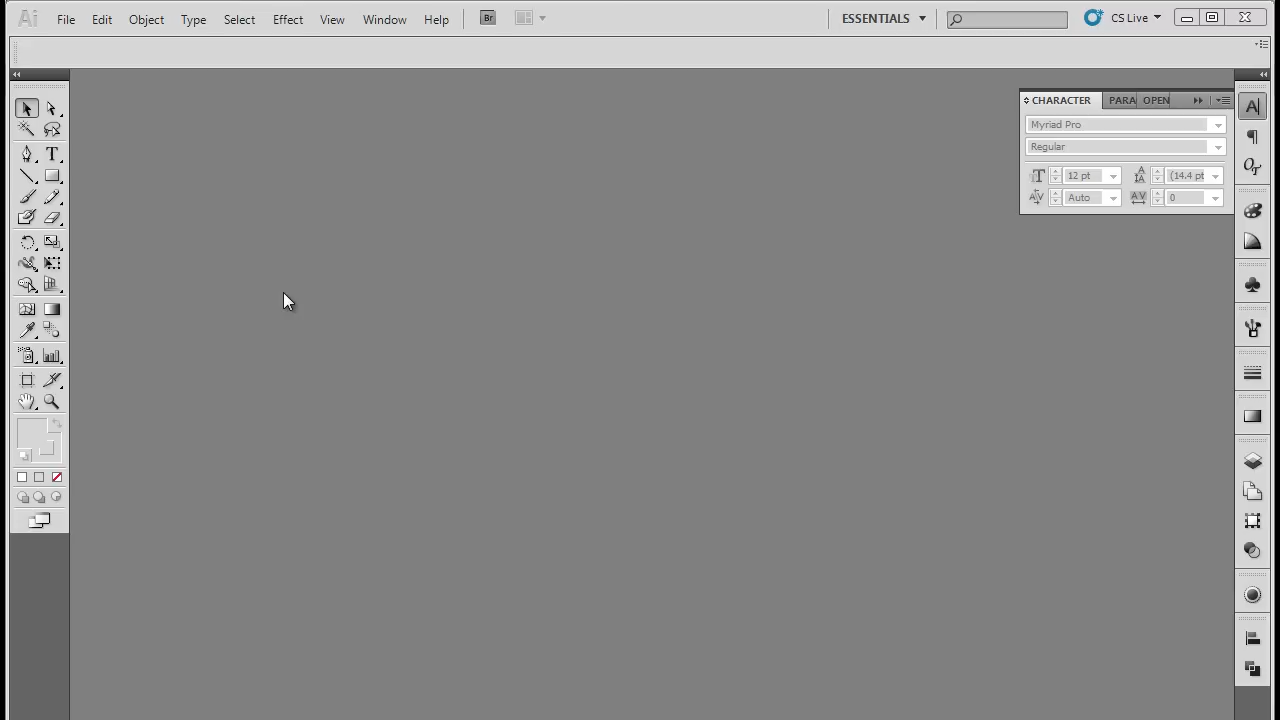 Ai File Edit Object Type Select Effect View Window Help Br ESSENTIALS CS Live
CHARACTER PARA OPEN
Myriad Pro
Regular
12 pt (14.4 pt
Auto 0